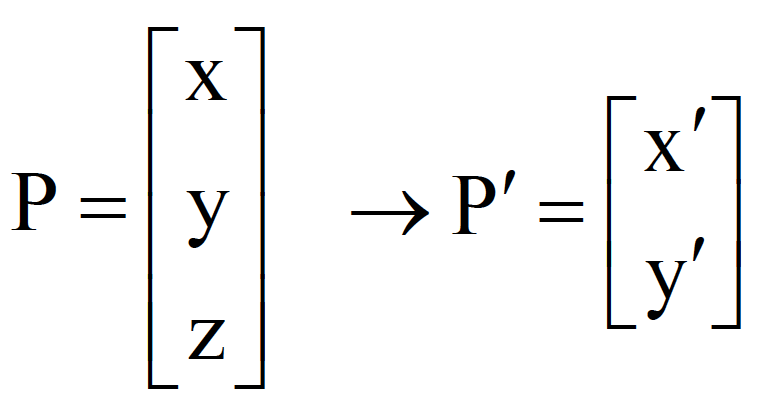 P = [x y z] → P′ = [x′ y′]